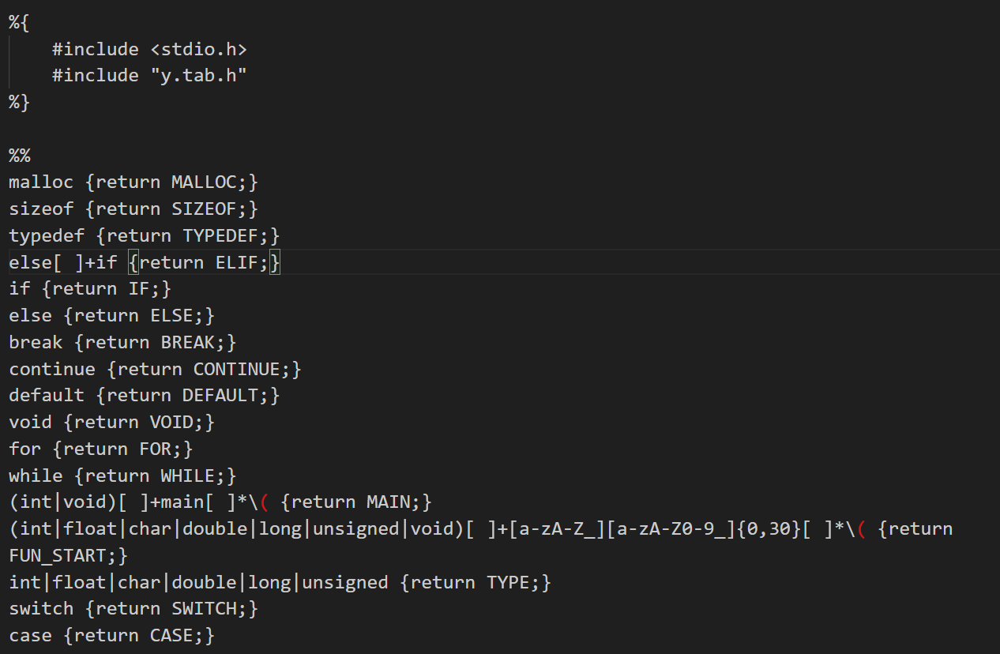 %{
    #include <stdio.h>
    #include "y.tab.h"
%}
%%
malloc {return MALLOC;}
sizeof {return SIZEOF;}
typedef {return TYPEDEF;}
else[ ]+if {return ELIF;}
if {return IF;}
else {return ELSE;}
break {return BREAK;}
continue {return CONTINUE;}
default {return DEFAULT;}
void {return VOID;}
for {return FOR;}
while {return WHILE;}
(int|void)[ ]+main[ ]*\( {return MAIN;}
(int|float|char|double|long|unsigned|void)[ ]+[a-zA-Z_][a-zA-Z0-9_]{0,30}[ ]*\( {return
FUN_START;}
int|float|char|double|long|unsigned {return TYPE;}
switch {return SWITCH;}
case {return CASE;}